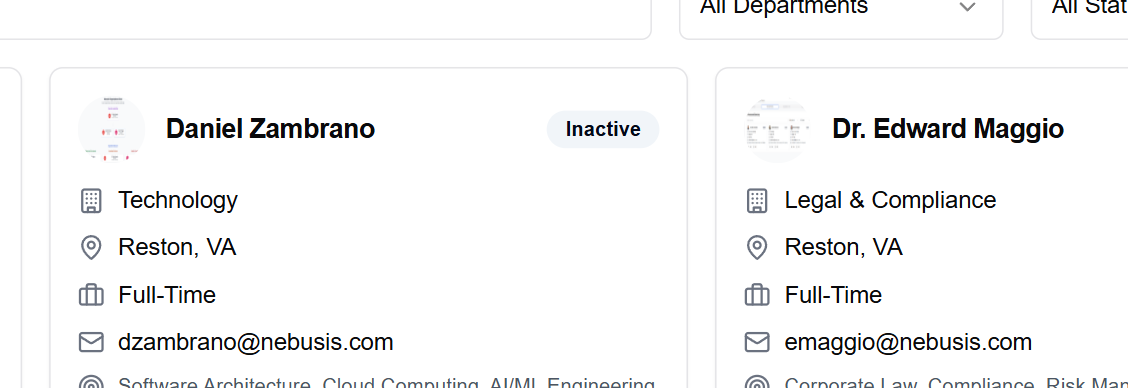 All Departments
All Stat
Daniel Zambrano
Inactive
Technology
Reston, VA
Full-Time
dzambrano@nebusis.com
Software Architecture, Cloud Computing, AI/ML Engineering
Dr. Edward Maggio
Legal & Compliance
Reston, VA
Full-Time
emaggio@nebusis.com
Corporate Law, Compliance, Risk Man